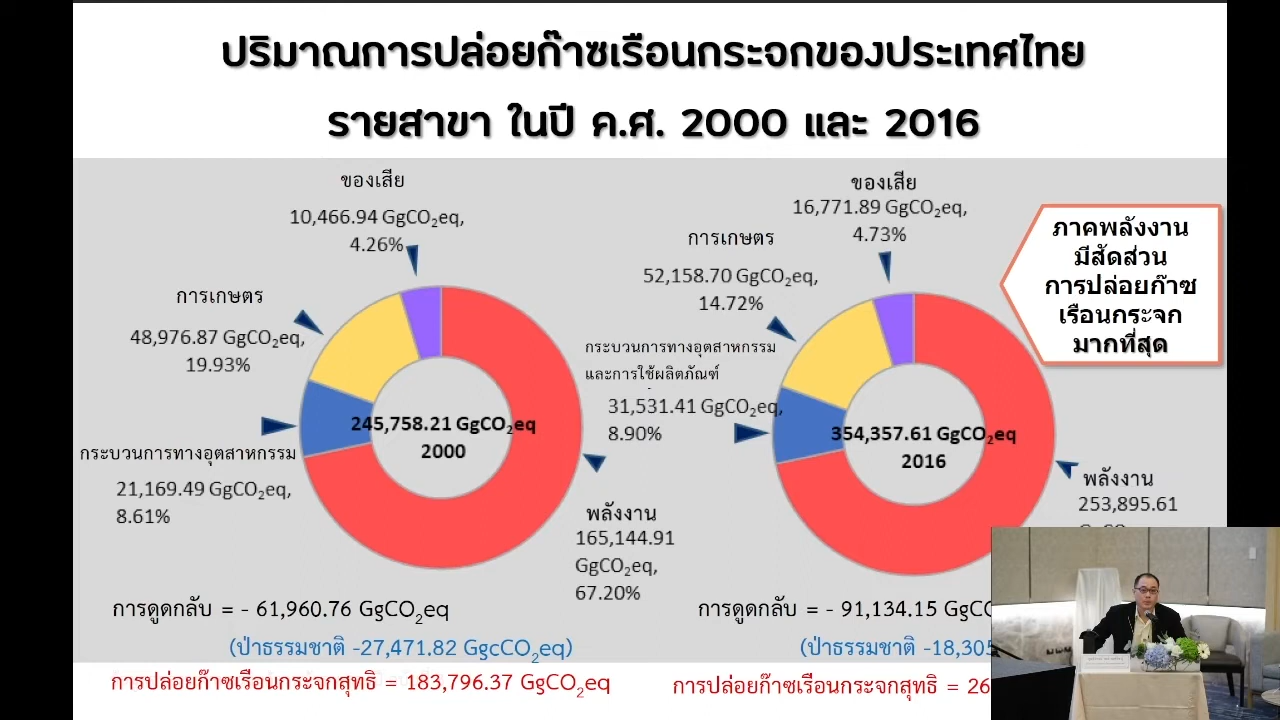 ปริมาณการปล่อยก๊าซเรือนกระจกของประเทศไทย
รายสาขา ในปี ค.ศ. 2000 และ 2016
ของเสีย
10,466.94 GgCO2eq,
4.26%
การเกษตร
48,976.87 GgCO2eq,
19.93%
กระบวนการทางอุตสาหกรรม
21,169.49 GgCO2eq,
8.61%
245,758.21 GgCO2eq
2000
พลังงาน
165,144.91
GgCO2eq,
67.20%
การดูดกลับ = - 61,960.76 GgCO2eq
(ป่าธรรมชาติ -27,471.82 GgcCO2eq)
การปล่อยก๊าซเรือนกระจกสุทธิ = 183,796.37 GgCO2eq
ของเสีย
16,771.89 GgCO2eq,
4.73%
การเกษตร
52,158.70 GgCO2eq,
14.72%
กระบวนการทางอุตสาหกรรม
และการใช้ผลิตภัณฑ์
31,531.41 GgCO2eq,
8.90%
354,357.61 GgCO2eq
2016
พลังงาน
253,895.61
ภาคพลังงาน
มีสัดส่วน
การปล่อยก๊าซ
เรือนกระจก
มากที่สุด
การดูดกลับ = - 91,134.15 GgCO
(ป่าธรรมชาติ -18,305
การปล่อยก๊าซเรือนกระจกสุทธิ = 26